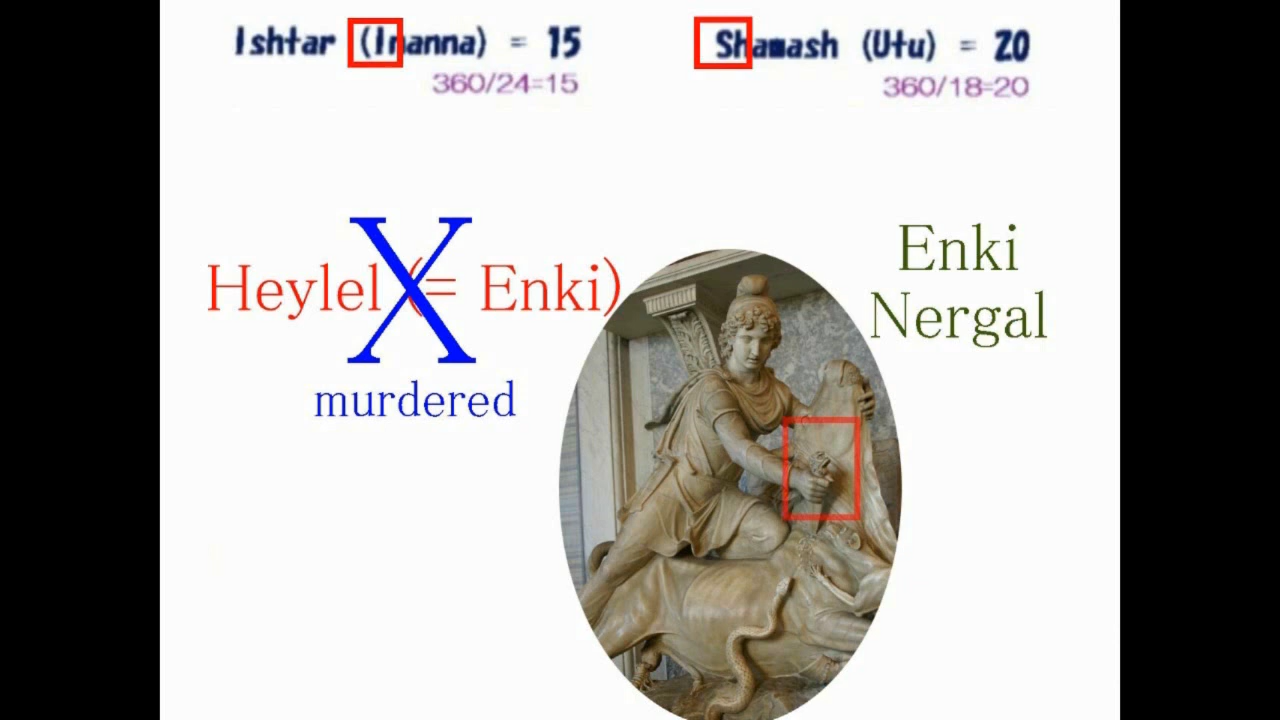 Ishtar (Inanna) = 15
360/24=15
Shamash (Utu) = 20
360/18=20
Heylel (= Enki)
X
murdered
Enki
Nergal